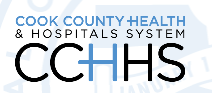 COOK COUNTY HEALTH
& HOSPITALS SYSTEM
CCHHS